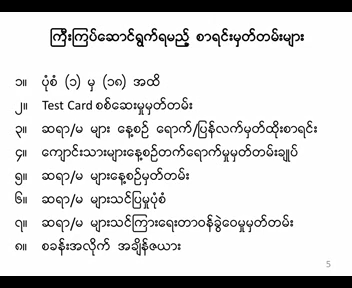 ကြီးကြပ်ဆောင်ရွက်ရမည့် စာရင်းမှတ်တမ်းများ
၁။ ပုံစံ (၁) မှ (၁၈) အထိ
၂။ Test Card စစ်ဆေးမှုမှတ်တမ်း
၃။ ဆရာ/မ များ နေ့စဉ် ရောက်/ပြန်လက်မှတ်ထိုးစာရင်း
၄။ ကျောင်းသားများနေ့စဉ်တက်ရောက်မှုမှတ်တမ်းချုပ်
၅။ ဆရာ/မ များနေ့စဉ်မှတ်တမ်း
၆။ ဆရာ/မ များသင်ပြမှုပုံစံ
၇။ ဆရာ/မ များသင်ကြားရေးတာဝန်ခွဲဝေမှုမှတ်တမ်း
၈။ စခန်းအလိုက် အချိန်ဇယား
5